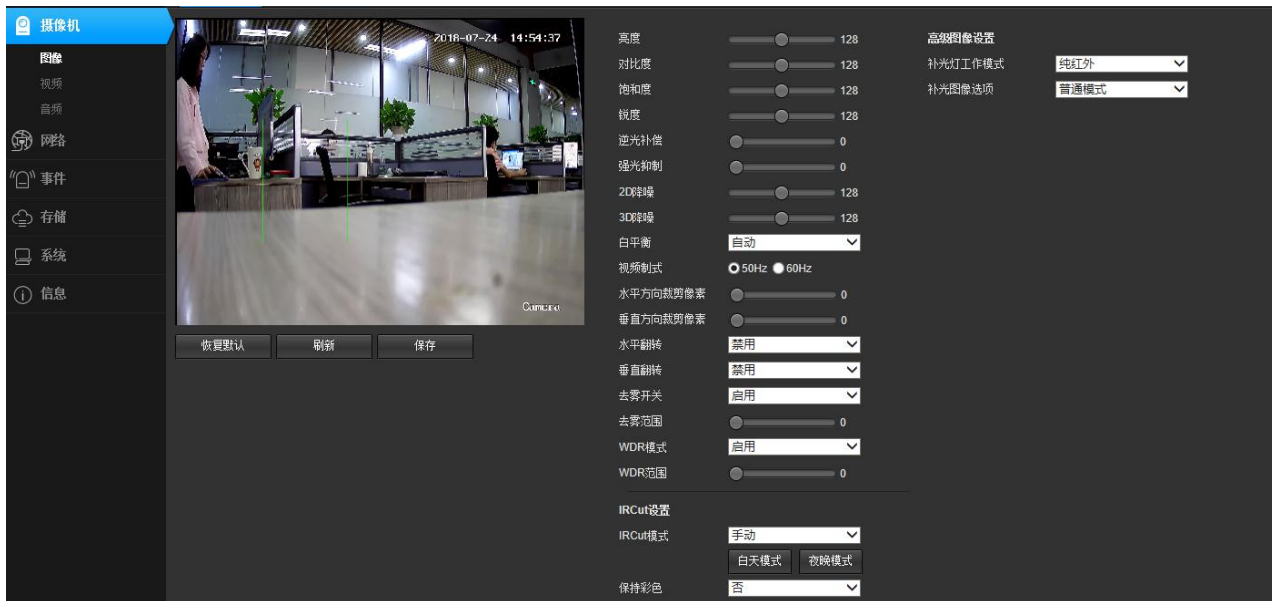 摄像机
图像
视频
音频
网络
事件
存储
系统
信息
2018-07-24 14:54:37
Camera
恢复默认
刷新
保存
亮度 128
对比度 128
饱和度 128
锐度 128
逆光补偿 0
强光抑制 0
2D降噪 128
3D降噪 128
白平衡 自动
视频制式 50Hz 60Hz
水平方向裁剪像素 0
垂直方向裁剪像素 0
水平翻转 禁用
垂直翻转 禁用
去雾开关 启用
去雾范围 0
WDR模式 启用
WDR范围 0
IRCut设置
IRCut模式 手动
白天模式 夜晚模式
保持彩色 否
高级图像设置
补光灯工作模式 纯红外
补光图像选项 普通模式